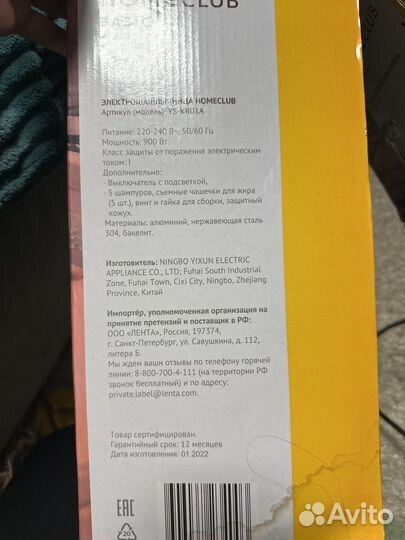 HOMECLUB
BASIC
ЭЛЕКТРОШАШЛЫЧНИЦА HOMECLUB
Артикул (модель): YS-KR01A
Питание: 220-240 В~, 50/60 Гц
Мощность: 900 Вт
Класс защиты от поражения электрическим
током: I
Дополнительно:
- Выключатель с подсветкой,
- 5 шампуров, съемные чашечки для жира
(5 шт.), винт и гайка для сборки, защитный
кожух.
Материалы: алюминий, нержавеющая сталь
304, бакелит.
Изготовитель: NINGBO YIXUN ELECTRIC
APPLIANCE CO., LTD; Fuhai South Industrial
Zone, Fuhai Town, Cixi City, Ningbo, Zhejiang
Province, Китай
Импортёр, уполномоченная организация на
принятие претензий и поставщик в РФ:
ООО «ЛЕНТА», Россия, 197374,
г. Санкт-Петербург, ул. Савушкина, д. 112,
литера Б.
Мы ждем ваши отзывы по телефону горячей
линии: 8-800-700-4-111 (на территории РФ
звонок бесплатный) и по адресу:
private.label@lenta.com.
Товар сертифицирован.
Гарантийный срок: 12 месяцев
Дата изготовления: 01.2022
EAC
20
Avito